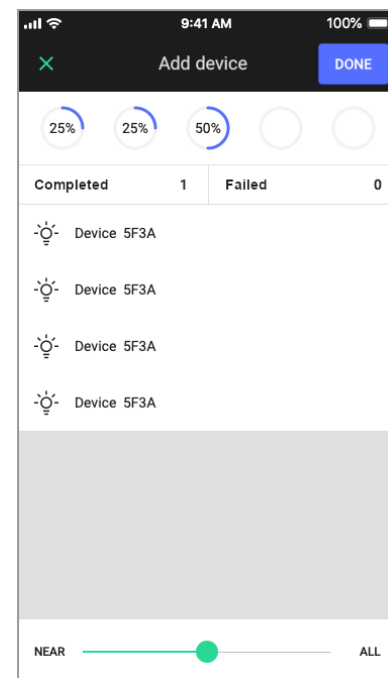 9:41 AM 100%
Add device DONE
25% 25% 50%
Completed 1 Failed 0
Device 5F3A
Device 5F3A
Device 5F3A
Device 5F3A
NEAR ALL